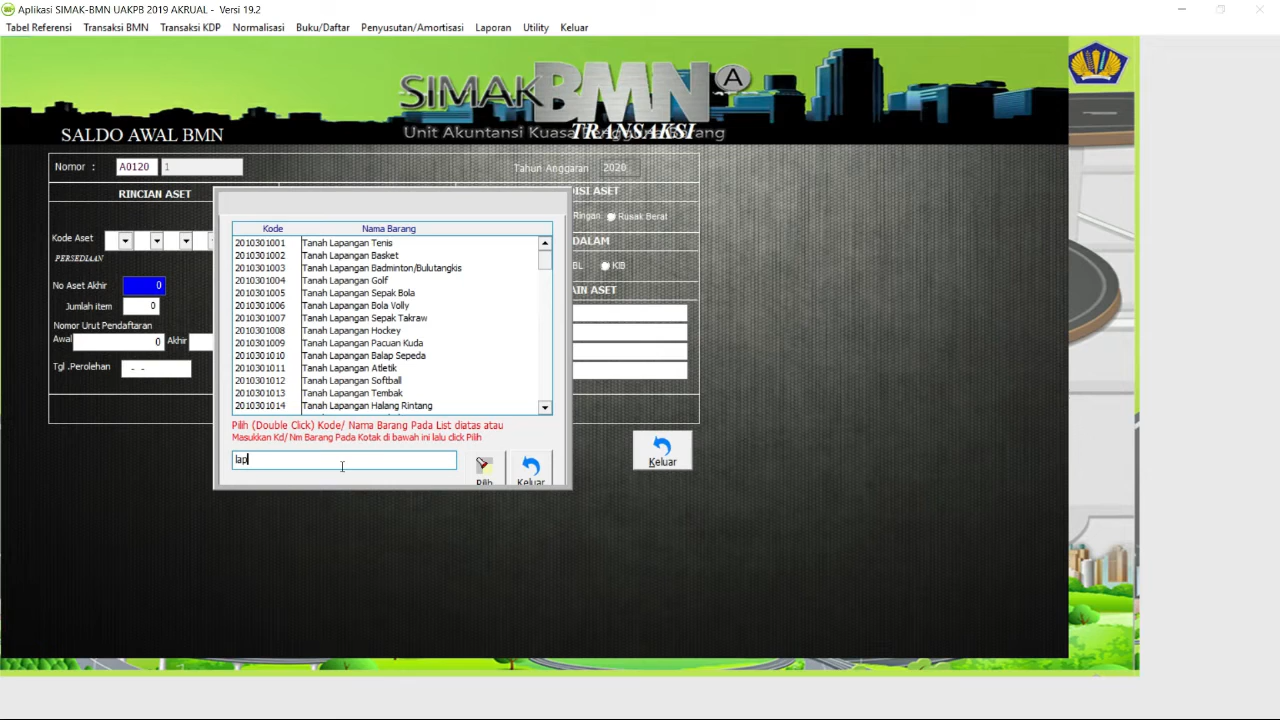 Aplikasi SIMAK-BMN UAKPB 2019 AKRUAL - Versi 19.2
Tabel Referensi Transaksi BMN Transaksi KDP Normalisasi Buku/Daftar Penyusutan/Amortisasi Laporan Utility Keluar
SIMAK BMN A
SALDO AWAL BMN
Unit Akuntansi Kuasa Pengguna Barang
TRANSAKSI
Nomor : A0120 1
Tahun Anggaran 2020
RINCIAN ASET
Kode Aset
PERSEDIAAN
No Aset Akhir 0
Jumlah item 0
Nomor Urut Pendaftaran
Awal 0 Akhir
Tgl .Perolehan - -
Kode Nama Barang
2010301001 Tanah Lapangan Tenis
2010301002 Tanah Lapangan Basket
2010301003 Tanah Lapangan Badminton/Bulutangkis
2010301004 Tanah Lapangan Golf
2010301005 Tanah Lapangan Sepak Bola
2010301006 Tanah Lapangan Bola Volly
2010301007 Tanah Lapangan Sepak Takraw
2010301008 Tanah Lapangan Hockey
2010301009 Tanah Lapangan Pacuan Kuda
2010301010 Tanah Lapangan Balap Sepeda
2010301011 Tanah Lapangan Atletik
2010301012 Tanah Lapangan Softball
2010301013 Tanah Lapangan Tembak
2010301014 Tanah Lapangan Halang Rintang
Pilih (Double Click) Kode/ Nama Barang Pada List diatas atau
Masukkan Kd/ Nm Barang Pada Kotak di bawah ini lalu click Pilih
lap
Pilih
Keluar
DISI ASET
Ringan Rusak Berat
DALAM
BL KIB
AIN ASET
Keluar